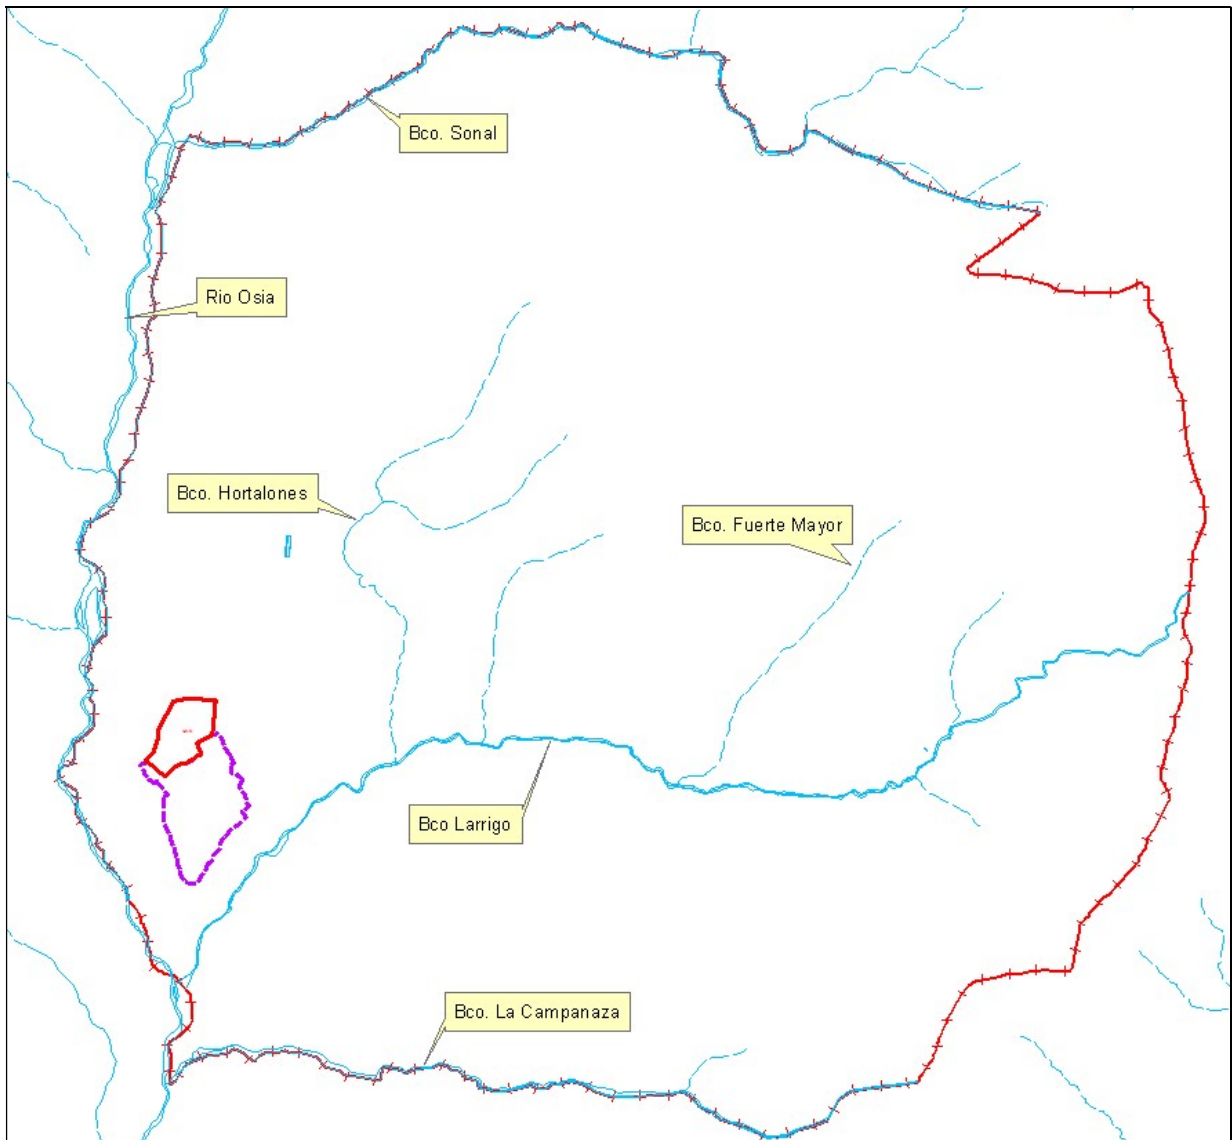 Bco. Sonal
Rio Osia
Bco. Hortalones
Bco. Fuerte Mayor
Bco Larrigo
Bco. La Campanaza